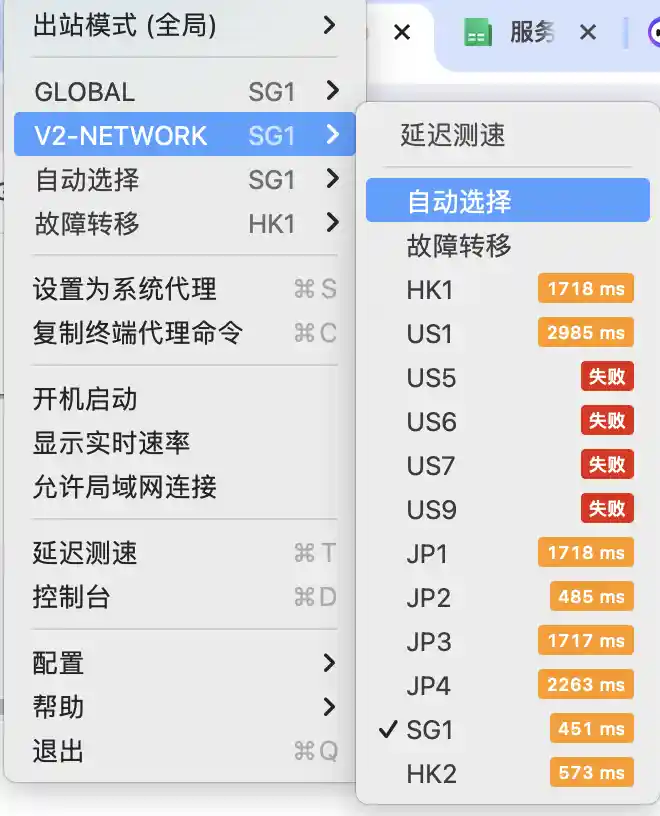 出站模式 (全局)
服务
GLOBAL SG1
V2-NETWORK SG1
自动选择 SG1
故障转移 HK1
设置为系统代理 ⌘ S
复制终端代理命令 ⌘ C
开机启动
显示实时速率
允许局域网连接
延迟测速 ⌘ T
控制台 ⌘ D
配置
帮助
退出 ⌘ Q
延迟测速
自动选择
故障转移
HK1 1718 ms
US1 2985 ms
US5 失败
US6 失败
US7 失败
US9 失败
JP1 1718 ms
JP2 485 ms
JP3 1717 ms
JP4 2263 ms
SG1 451 ms
HK2 573 ms